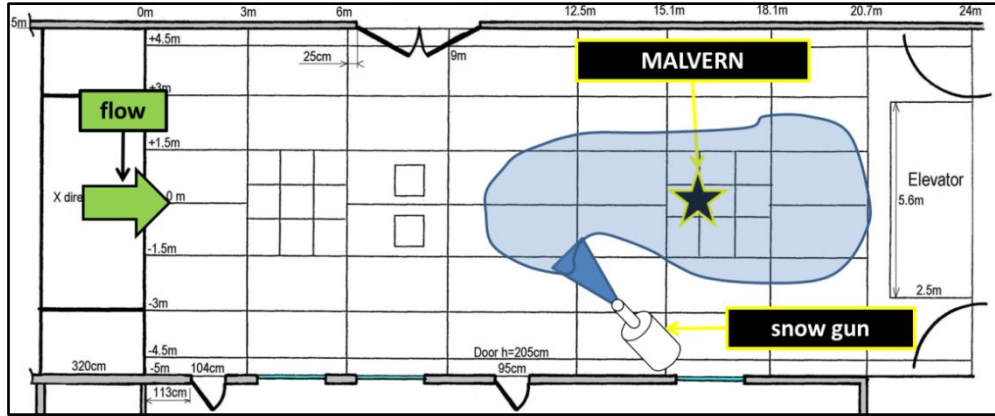 5m
0m
3m
6m
12.5m
15.1m
18.1m
20.7m
24m
+4.5m
25cm
9m
MALVERN
+3m
flow
+1.5m
X dire
0 m
Elevator
5.6m
-1.5m
2.5m
-3m
snow gun
-4.5m
Door h=205cm
320cm
-5m
104cm
95cm
113cm